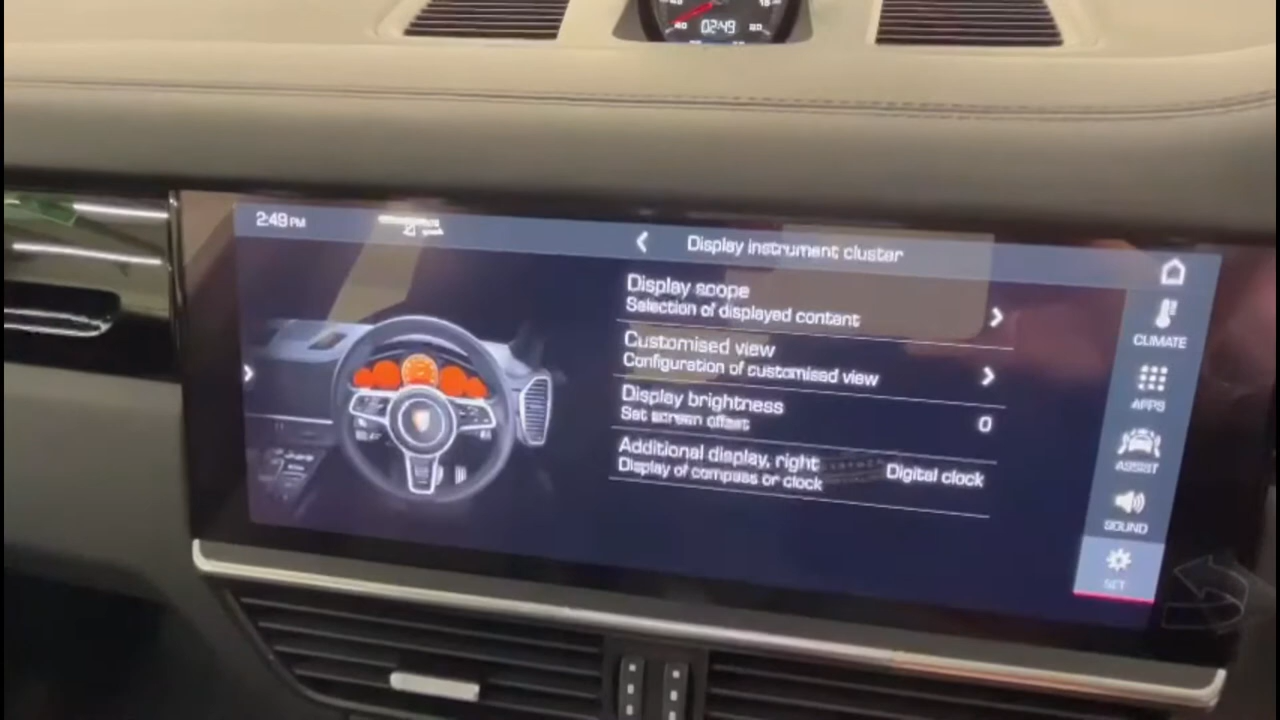 02:49
2:49 PM
Display instrument cluster
Display scope
Selection of displayed content
Customised view
Configuration of customised view
Display brightness
0
Set screen offset
Additional display, right
Digital clock
Display of compass or clock
CLIMATE
APPS
ASSIST
SOUND
SET